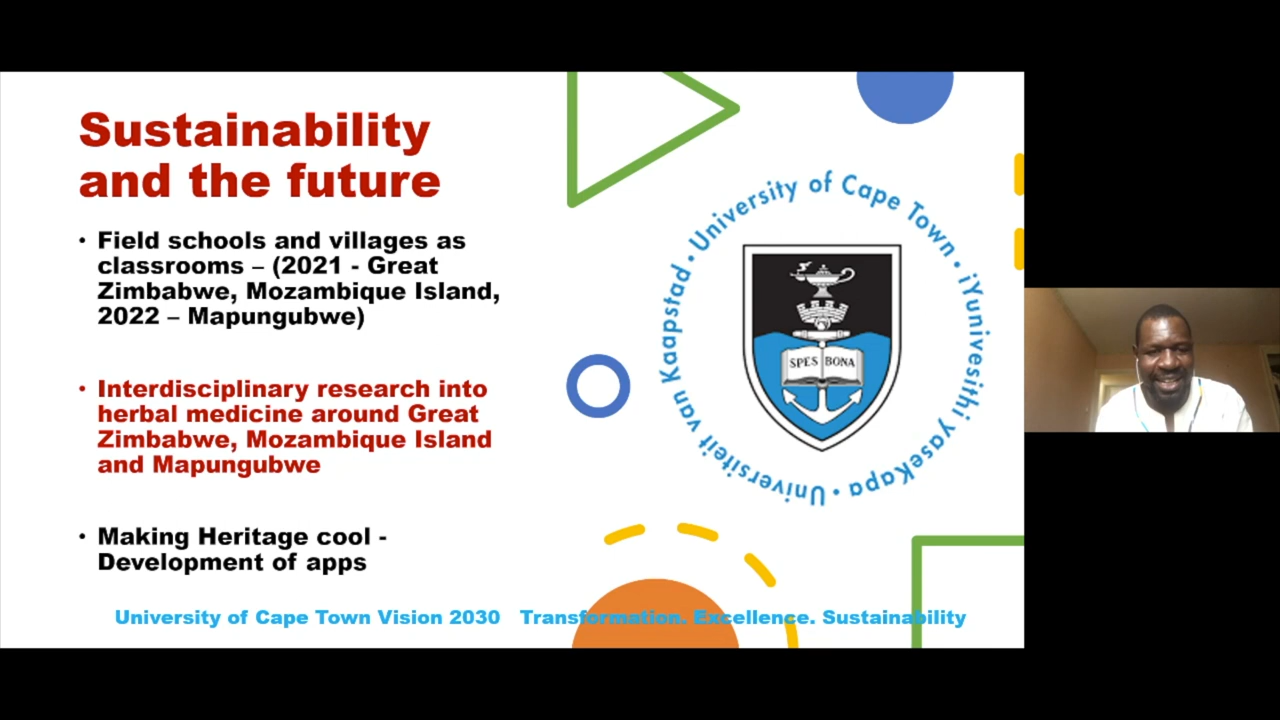 Sustainability
and the future
• Field schools and villages as
classrooms – (2021 - Great
Zimbabwe, Mozambique Island,
2022 – Mapungubwe)
• Interdisciplinary research into
herbal medicine around Great
Zimbabwe, Mozambique Island
and Mapungubwe
• Making Heritage cool -
Development of apps
University of Cape Town • iYunivesithi yaseKapa • Universiteit van Kaapstad •
SPES BONA
University of Cape Town Vision 2030 Transformation. Excellence. Sustainability